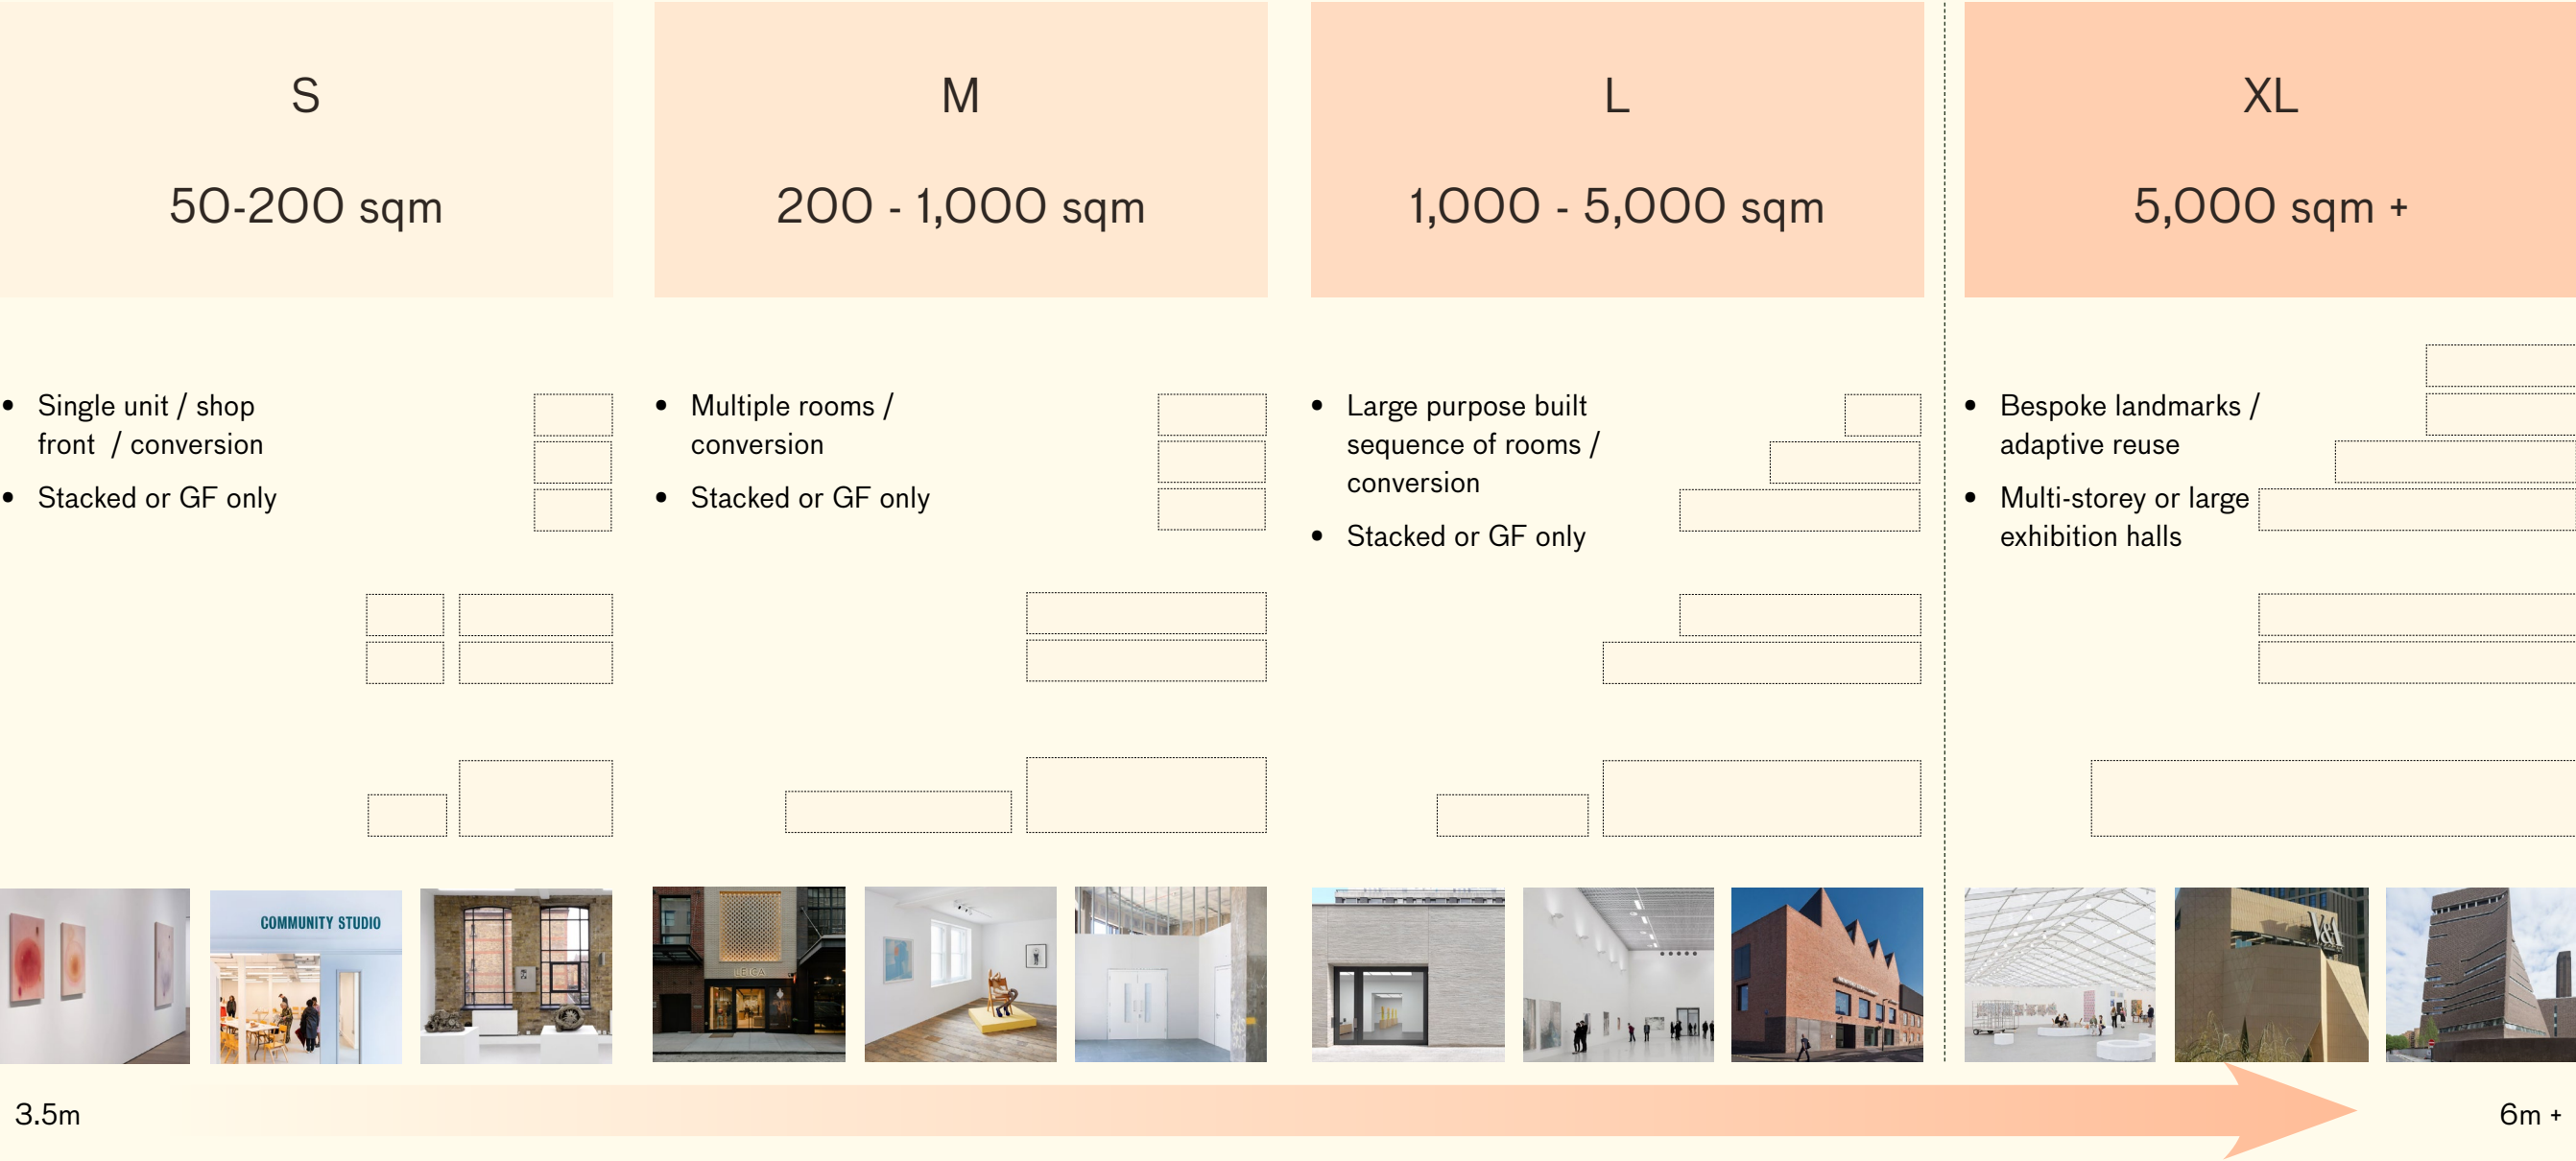 S
50-200 sqm
M
200 - 1,000 sqm
L
1,000 - 5,000 sqm
XL
5,000 sqm +
• Single unit / shop
front / conversion
• Stacked or GF only
• Multiple rooms /
conversion
• Stacked or GF only
• Large purpose built
sequence of rooms /
conversion
• Stacked or GF only
• Bespoke landmarks /
adaptive reuse
• Multi-storey or large
exhibition halls
COMMUNITY STUDIO
LEICA
V&A
3.5m
6m +